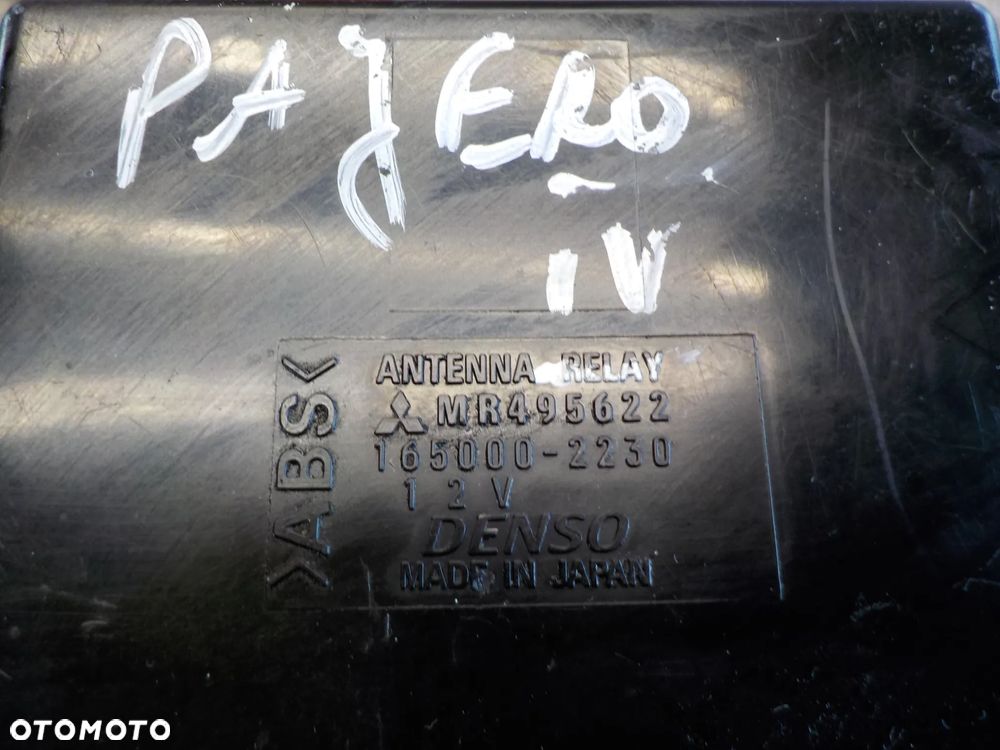 PAJERO
IV
ANTENNA RELAY
MR495622
165000-2230
12V
DENSO
MADE IN JAPAN
>ABS<
OTOMOTO